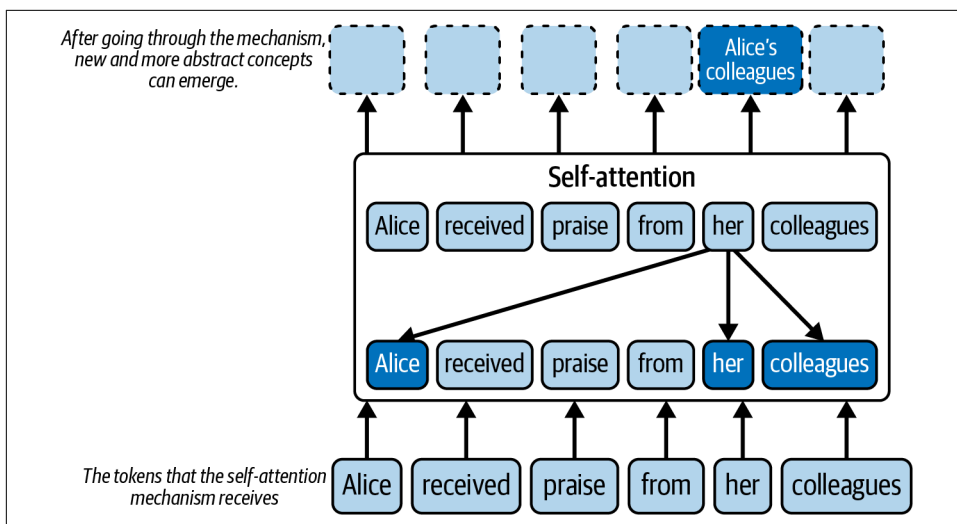 After going through the mechanism,
new and more abstract concepts
can emerge.
Alice's
colleagues
Self-attention
Alice received praise from her colleagues
Alice received praise from her colleagues
The tokens that the self-attention
mechanism receives
Alice received praise from her colleagues